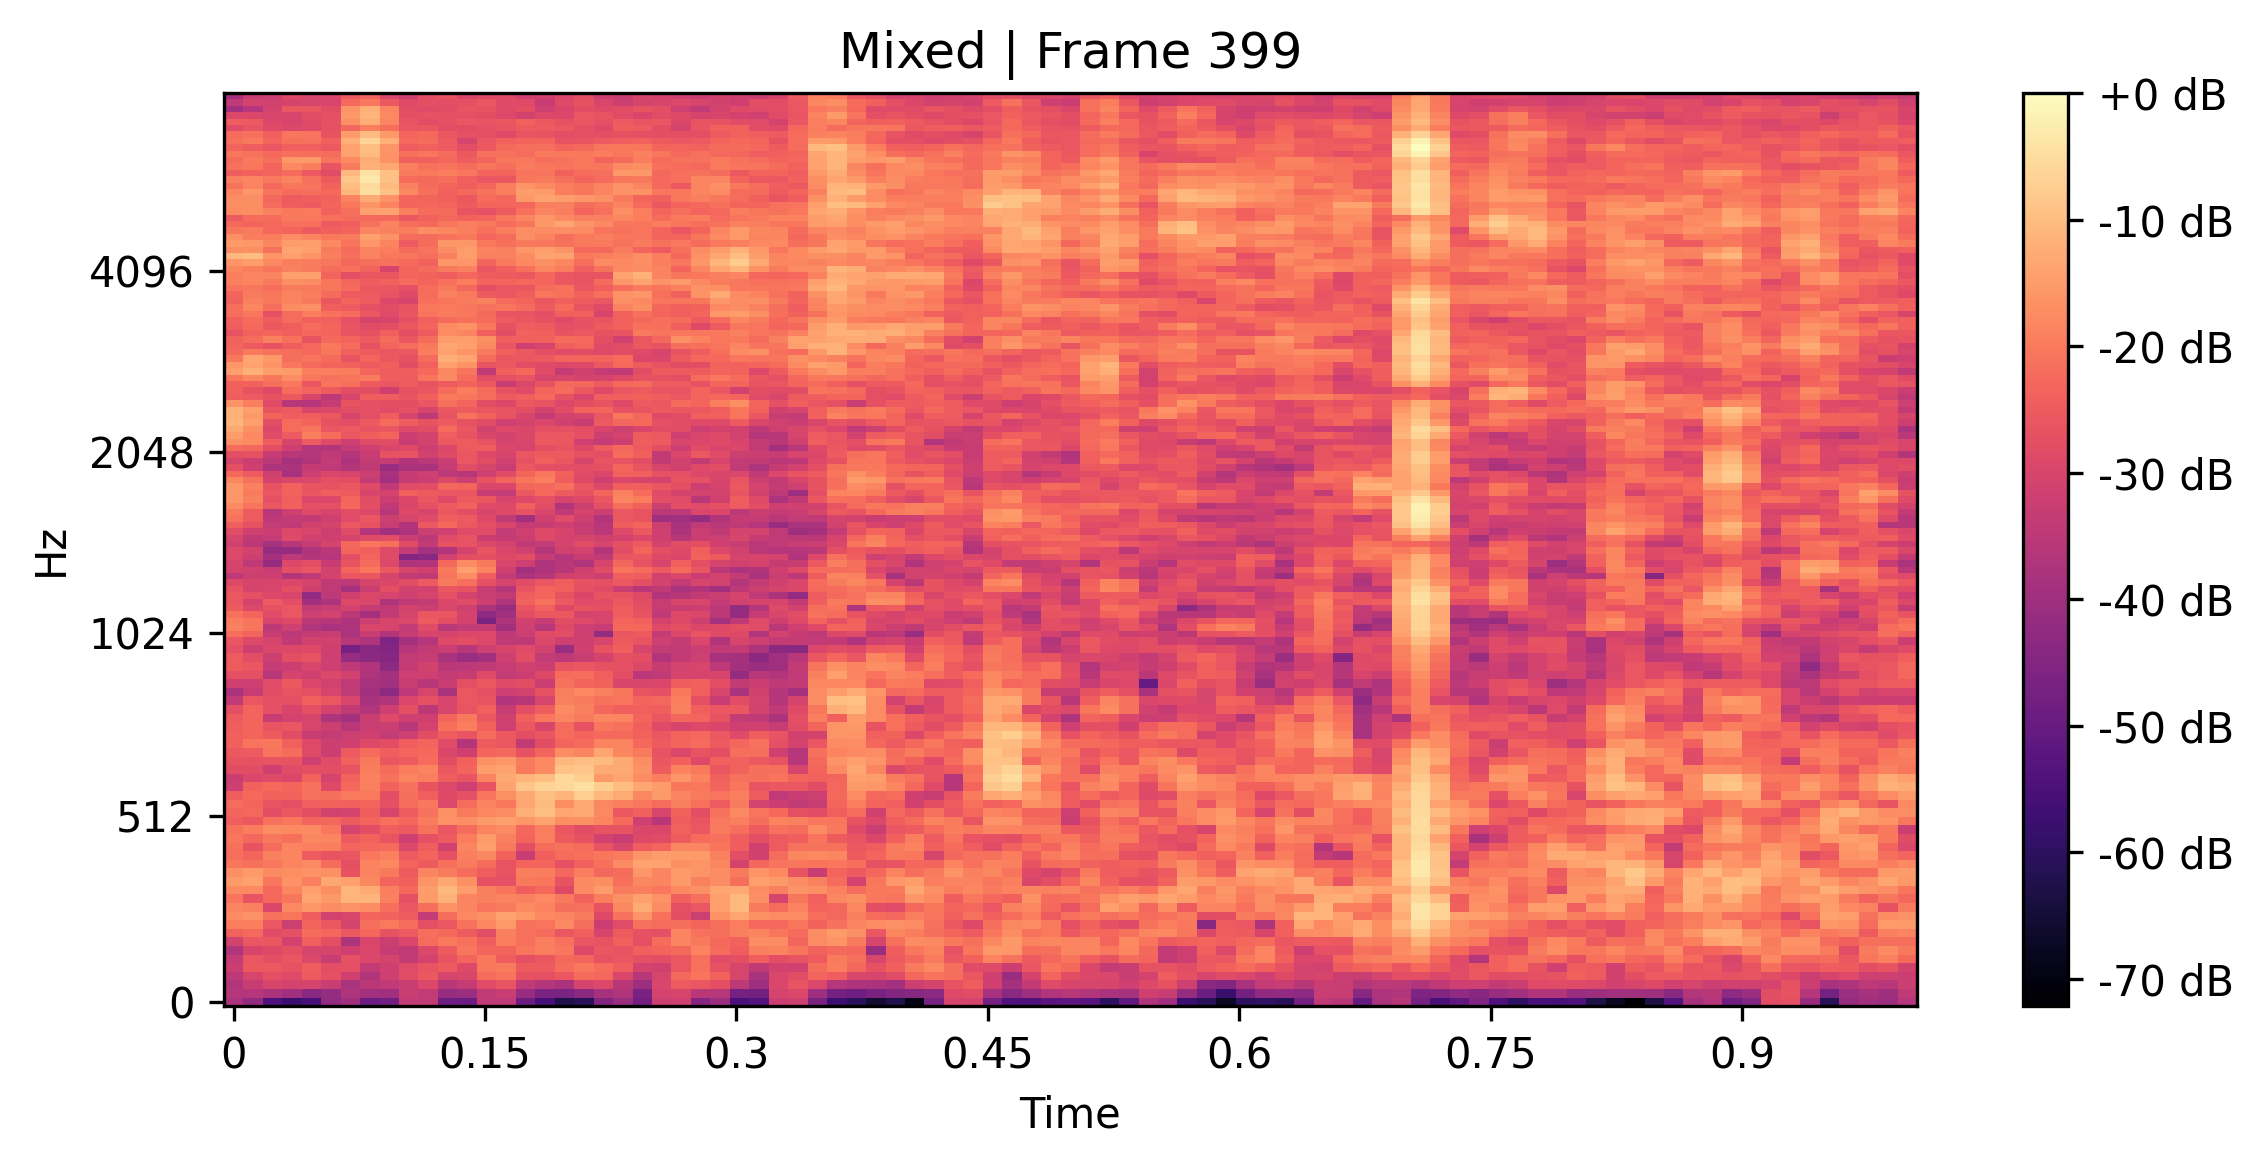 Mixed | Frame 399
Hz
4096
2048
1024
512
0
0 0.15 0.3 0.45 0.6 0.75 0.9
Time
+0 dB
-10 dB
-20 dB
-30 dB
-40 dB
-50 dB
-60 dB
-70 dB